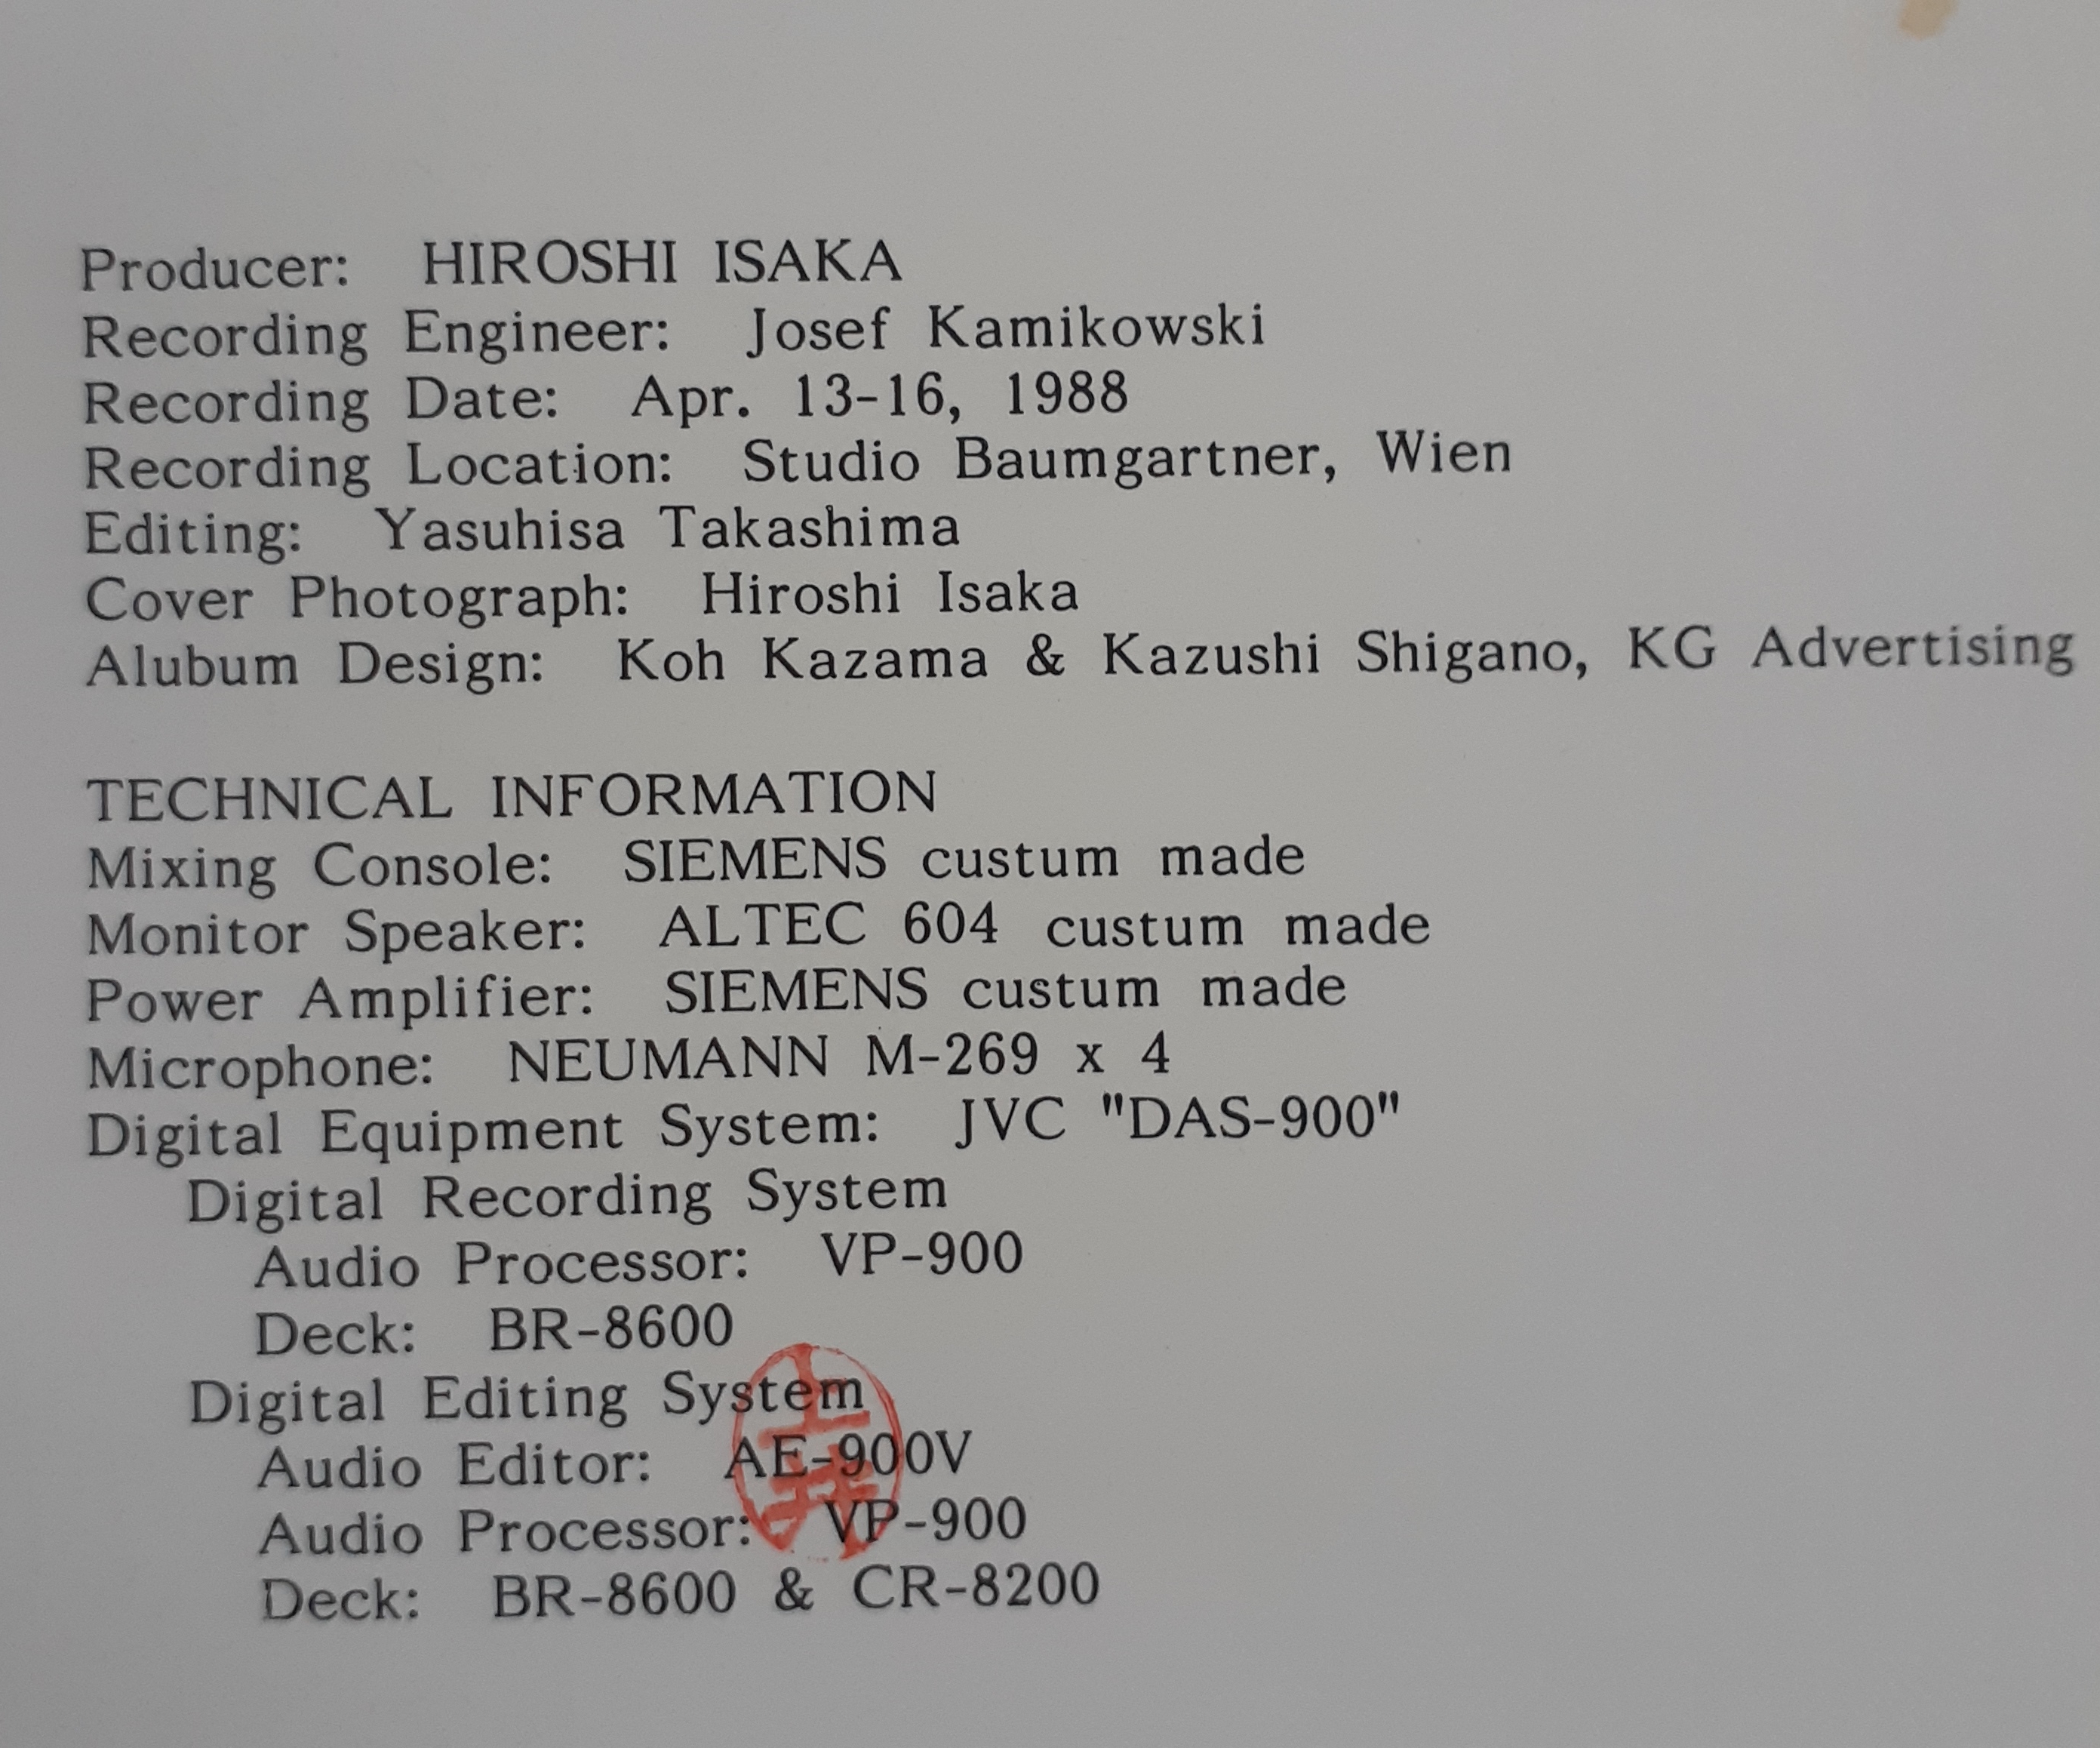 Producer: HIROSHI ISAKA
Recording Engineer: Josef Kamikowski
Recording Date: Apr. 13-16, 1988
Recording Location: Studio Baumgartner, Wien
Editing: Yasuhisa Takashima
Cover Photograph: Hiroshi Isaka
Alubum Design: Koh Kazama & Kazushi Shigano, KG Advertising
TECHNICAL INFORMATION
Mixing Console: SIEMENS custum made
Monitor Speaker: ALTEC 604 custum made
Power Amplifier: SIEMENS custum made
Microphone: NEUMANN M-269 x 4
Digital Equipment System: JVC "DAS-900"
Digital Recording System
Audio Processor: VP-900
Deck: BR-8600
Digital Editing System
Audio Editor: AE-900V
Audio Processor: VP-900
Deck: BR-8600 & CR-8200